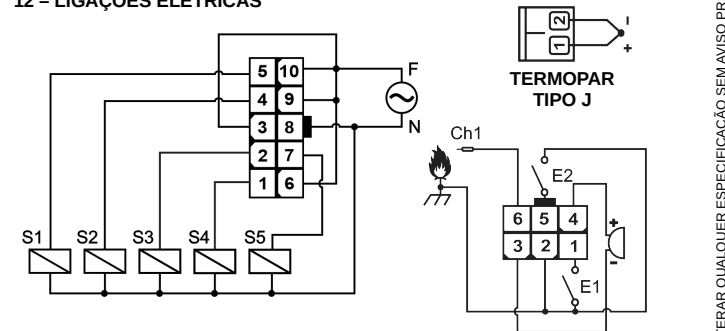 12 – LIGAÇÕES ELÉTRICAS
5 10
4 9
3 8
2 7
1 6
F
N
S1 S2 S3 S4 S5
2
1
-
+
TERMOPAR
TIPO J
Ch1
E2
6 5 4
3 2 1
+
-
E1
TERAR QUALQUER ESPECIFICAÇÃO SEM AVISO PR